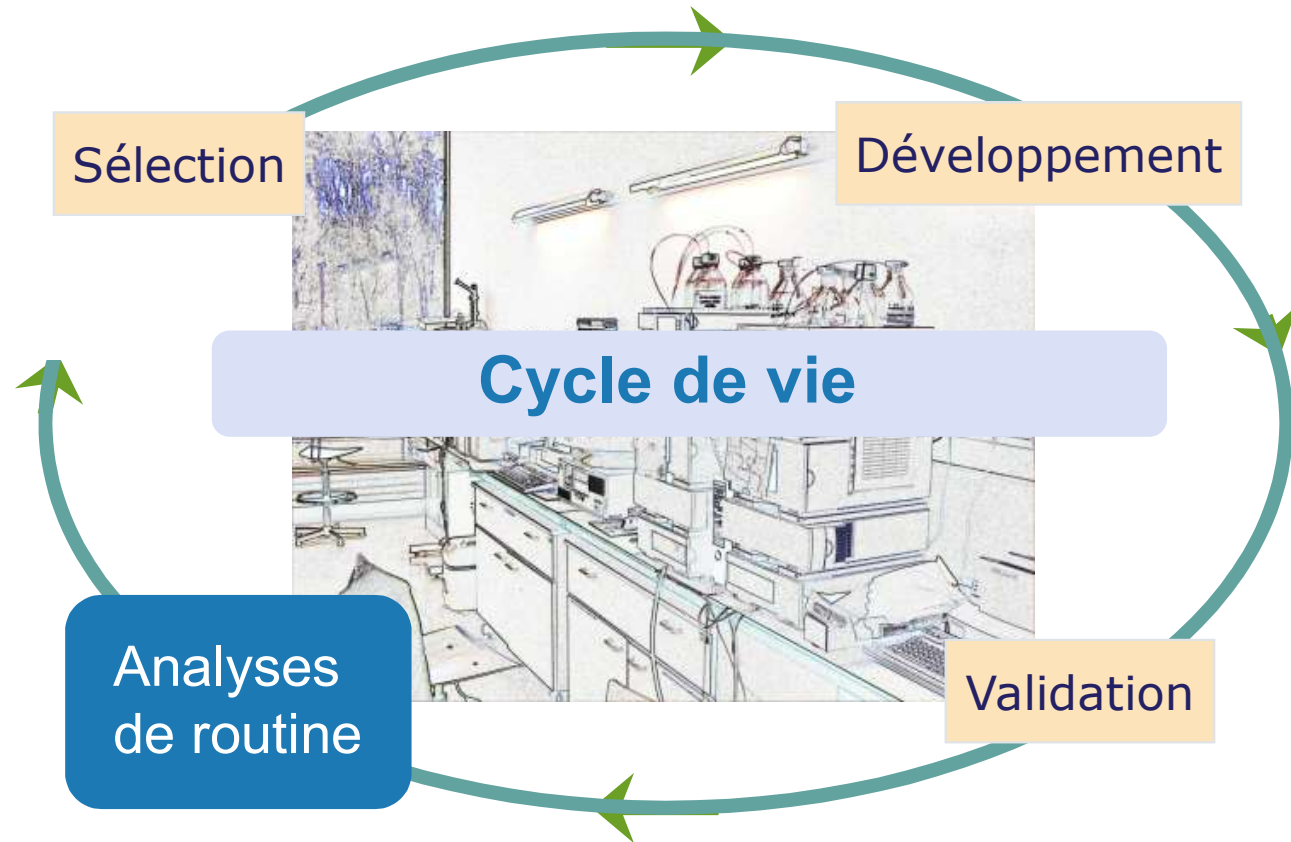 Sélection
Développement
Cycle de vie
Analyses
de routine
Validation